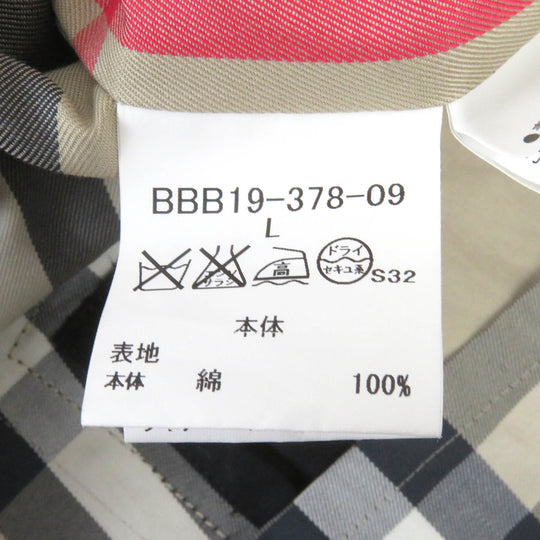 BBB19-378-09
L
高 ドライ セキユ系 S32
本体
表地
本体 綿 100%